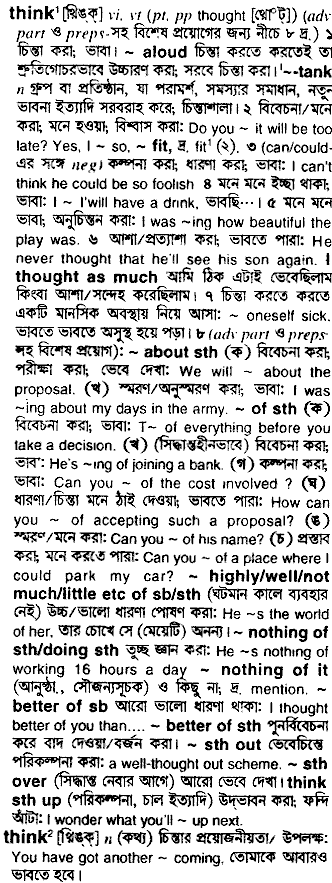 think¹ [থিঙ্ক্] vi, vt (pt, pp thought [থো°ট্]) (adv
part ও preps-সহ বিশেষ প্রয়োগের জন্য নীচে ৮ দ্র.) ১
চিন্তা করা; ভাবা। ~ aloud চিন্তা করতে করতেই তা
শ্রুতিগোচরভাবে উচ্চারণ করা; সরবে চিন্তা করা। '~-tank
n গ্রুপ বা প্রতিষ্ঠান, যা পরামর্শ, সমস্যার সমাধান, নতুন
ভাবনা ইত্যাদি সরবরাহ করে; চিন্তাশালা। ২ বিবেচনা/মনে
করা; মনে হওয়া; বিশ্বাস করা: Do you ~ it will be too
late? Yes, I ~ so, ~ fit, দ্র. fit¹ (২). ৩ (can/could-
এর সঙ্গে neg) কল্পনা করা; ধারণা করা; ভাবা: I can't
think he could be so foolish ৪ মনে মনে ইচ্ছা থাকা;
ভাবা: I ~ I'will have a drink, ভাবছি...। ৫ মনে মনে
ভাবা; অনুচিন্তন করা: I was ~ing how beautiful the
play was. ৬ আশা/প্রত্যাশা করা; ভাবতে পারা: He
never thought that he'll see his son again. I
thought as much আমি ঠিক এটাই ভেবেছিলাম
কিংবা আশা/সন্দেহ করেছিলাম। ৭ চিন্তা করতে করতে
একটি মানসিক অবস্থায় নিয়ে আসা: ~ oneself sick.
ভাবতে ভাবতে অসুস্থ হয়ে পড়া। ৮ (adv part ও preps-
সহ বিশেষ প্রয়োগ): ~ about sth (ক) বিবেচনা করা;
পরীক্ষা করা; ভেবে দেখা: We will ~ about the
proposal. (খ) স্মরণ/অনুস্মরণ করা; ভাবা: I was
~ing about my days in the army. ~ of sth (ক)
বিবেচনা করা; ভাবা: T~ of everything before you
take a decision. (খ) (সিদ্ধান্তহীনভাবে) বিবেচনা করা;
ভাবা: He's ~ing of joining a bank. (গ) কল্পনা করা;
ভাবা: Can you ~ of the cost involved ? (ঘ)
ধারণা/চিন্তা মনে ঠাঁই দেওয়া; ভাবতে পারা: How can
you ~ of accepting such a proposal? (ঙ)
স্মরণ/মনে করা: Can you ~ of his name? (চ) প্রস্তাব
করা; মনে করতে পারা: Can you ~ of a place where I
could park my car? ~ highly/well/not
much/little etc of sb/sth (ঘটমান কালে ব্যবহার
নেই) উচ্চ/ভালো ধারণা পোষণ করা: He ~s the world
of her, তার চোখে সে (মেয়েটি) অনন্য। ~ nothing of
sth/doing sth তুচ্ছ জ্ঞান করা: He ~s nothing of
working 16 hours a day ~ nothing of it
(আনুষ্ঠা., সৌজন্যসূচক) ও কিছু না; দ্র. mention. ~
better of sb আরো ভালো ধারণা থাকা: I thought
better of you than.... ~ better of sth পুনর্বিবেচনা
করে বাদ দেওয়া/বর্জন করা। ~ sth out ভেবেচিন্তে
পরিকল্পনা করা: a well-thought out scheme. ~ sth
over (সিদ্ধান্ত নেবার আগে) আরো ভেবে দেখা। think
sth up (পরিকল্পনা, চাল ইত্যাদি) উদ্‌ভাবন করা; ফন্দি
আঁটা: I wonder what you'll ~ up next.
think² [থিঙ্ক্] n (কথ্য) চিন্তার প্রয়োজনীয়তা/ উপলক্ষ:
You have got another ~ coming, তোমাকে আবারও
ভাবতে হবে।